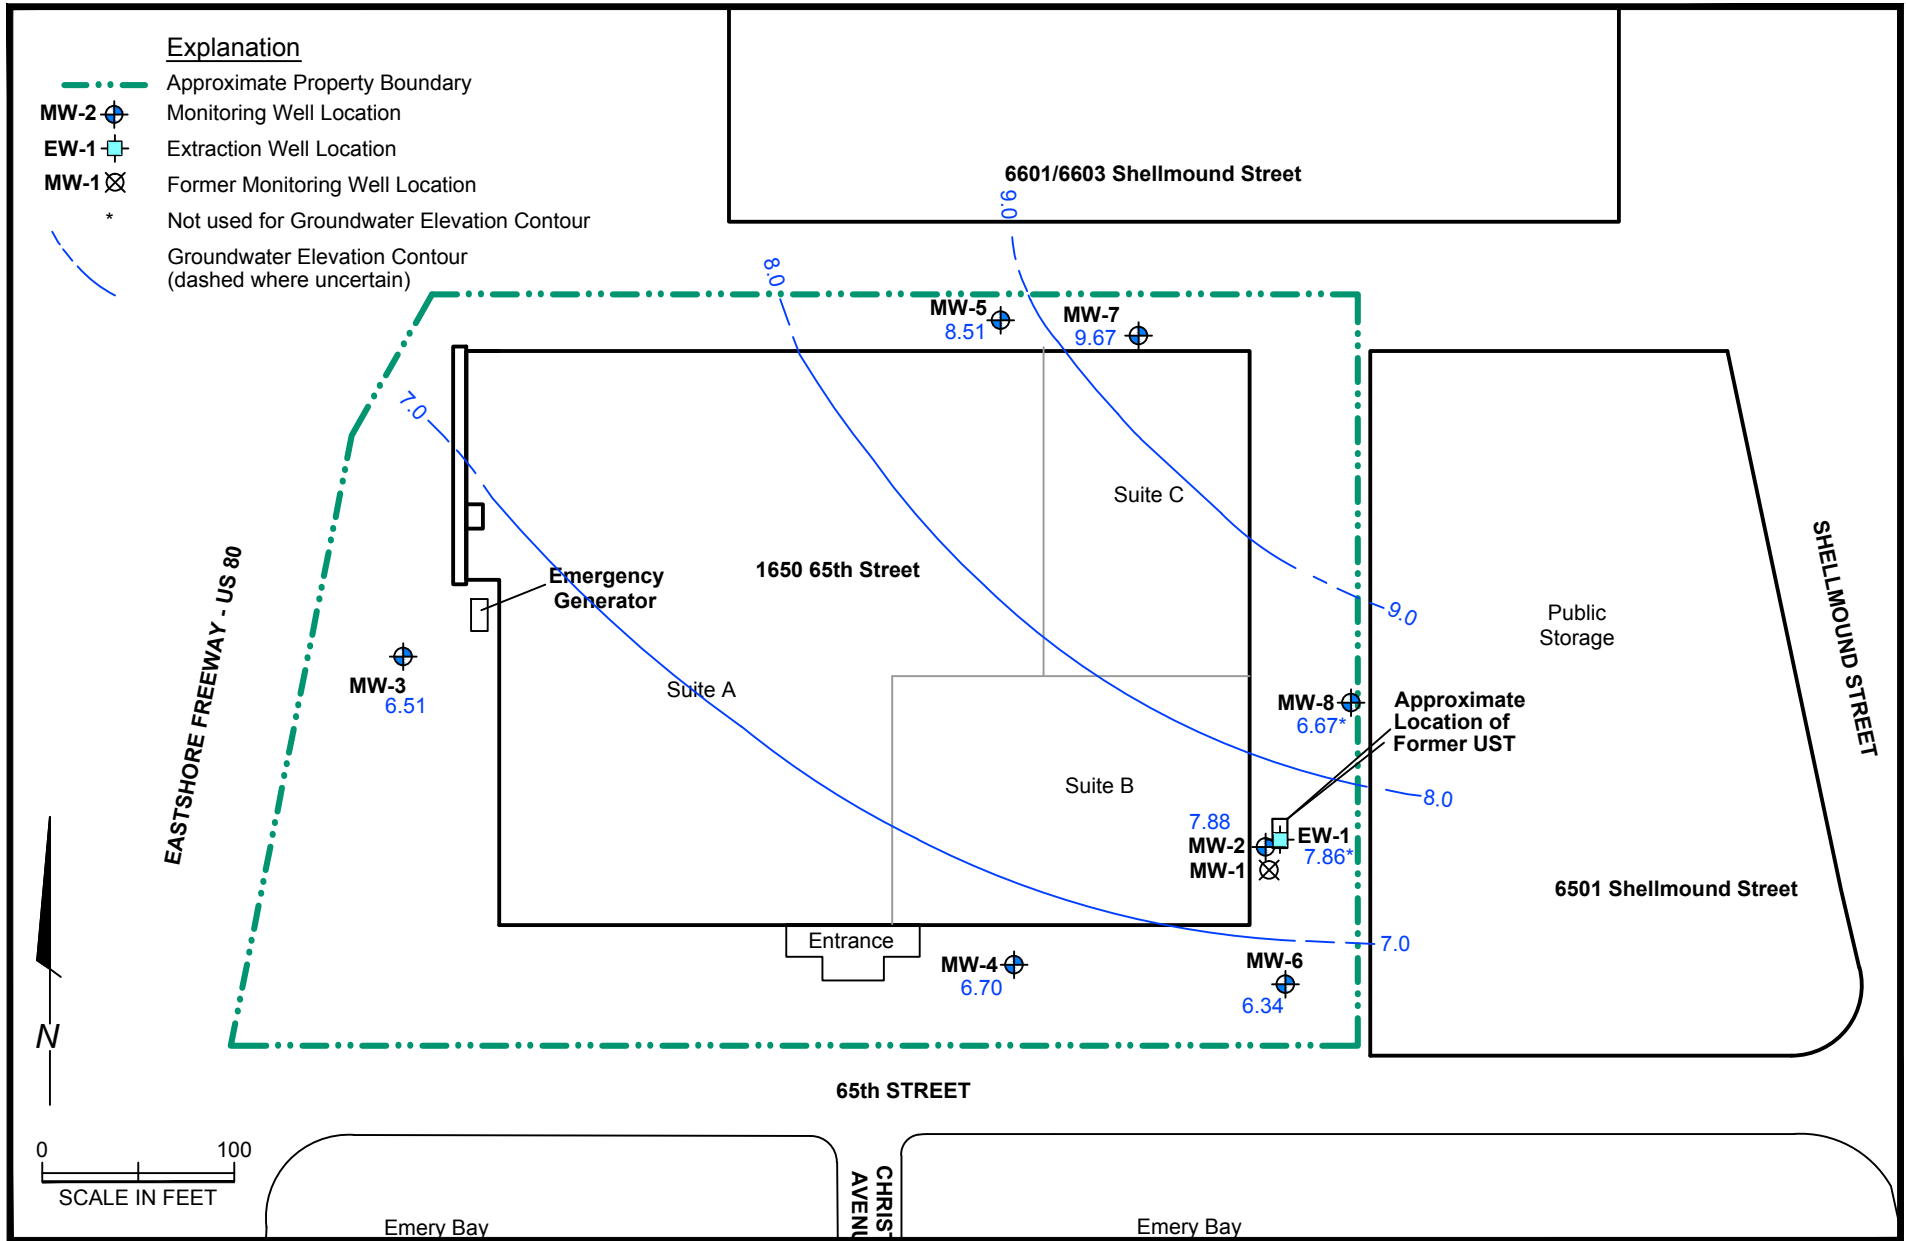 Explanation
Approximate Property Boundary
MW-2 Monitoring Well Location
EW-1 Extraction Well Location
MW-1 Former Monitoring Well Location
* Not used for Groundwater Elevation Contour
Groundwater Elevation Contour
(dashed where uncertain)
6601/6603 Shellmound Street
9.0
8.0
7.0
MW-5
8.51
MW-7
9.67
Suite C
1650 65th Street
Emergency
Generator
EASTSHORE FREEWAY - US 80
MW-3
6.51
Suite A
9.0
Public
Storage
SHELLMOUND STREET
MW-8
6.67*
Approximate
Location of
Former UST
Suite B
8.0
7.88
MW-2
EW-1
7.86*
MW-1
6501 Shellmound Street
Entrance
7.0
MW-4
6.70
MW-6
6.34
N
65th STREET
0 100
SCALE IN FEET
Emery Bay
Emery Bay